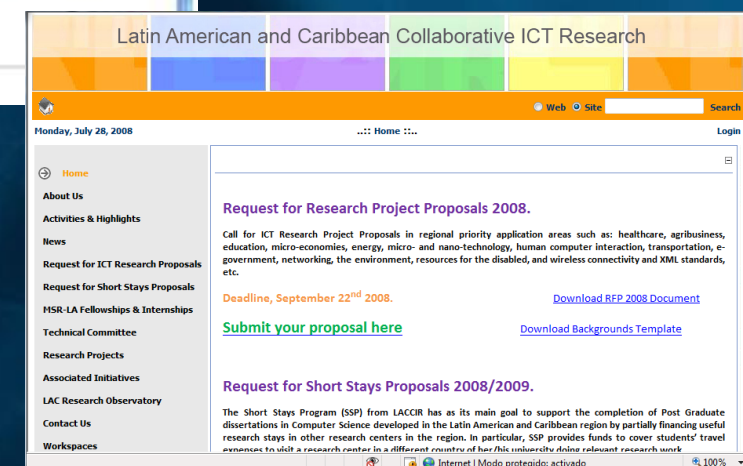 Latin American and Caribbean Collaborative ICT Research
Web Site Search
Monday, July 28, 2008 ..:: Home ::.. Login
Home
About Us
Activities & Highlights
News
Request for ICT Research Proposals
Request for Short Stays Proposals
MSR-LA Fellowships & Internships
Technical Committee
Research Projects
Associated Initiatives
LAC Research Observatory
Contact Us
Workspaces
Request for Research Project Proposals 2008.
Call for ICT Research Project Proposals in regional priority application areas such as: healthcare, agribusiness,
education, micro-economies, energy, micro- and nano-technology, human computer interaction, transportation, e-
government, networking, the environment, resources for the disabled, and wireless connectivity and XML standards,
etc.
Deadline, September 22nd 2008. Download RFP 2008 Document
Submit your proposal here Download Backgrounds Template
Request for Short Stays Proposals 2008/2009.
The Short Stays Program (SSP) from LACCIR has as its main goal to support the completion of Post Graduate
dissertations in Computer Science developed in the Latin American and Caribbean region by partially financing useful
research stays in other research centers in the region. In particular, SSP provides funds to cover students' travel
expenses to visit a research center in a different country of her/his university doing relevant research work
Internet | Modo protegido: activado 100%